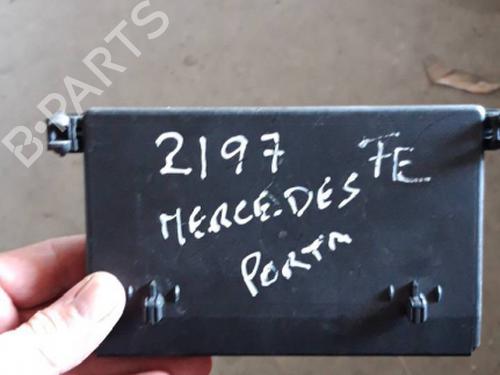 B-PARTS
2197 FE
MERCEDES
PORTA